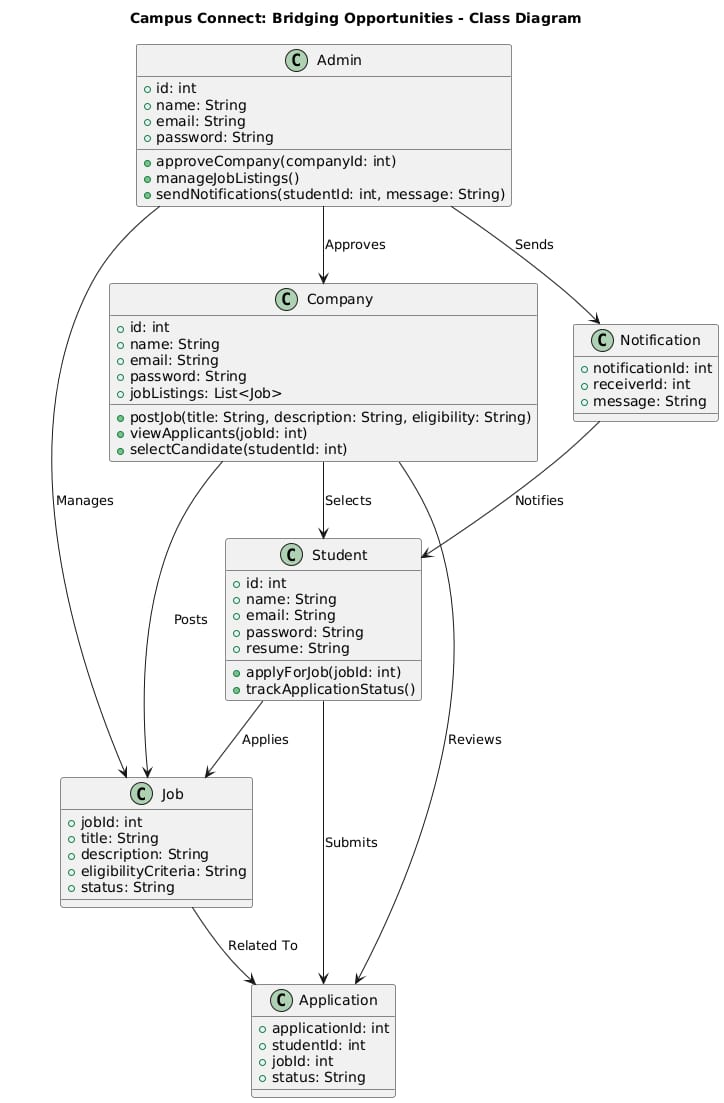 Campus Connect: Bridging Opportunities - Class Diagram
C Admin
id: int
name: String
email: String
password: String
approveCompany(companyId: int)
manageJobListings()
sendNotifications(studentId: int, message: String)
Approves
Sends
C Company
id: int
name: String
email: String
password: String
jobListings: List<Job>
postJob(title: String, description: String, eligibility: String)
viewApplicants(jobId: int)
selectCandidate(studentId: int)
C Notification
notificationId: int
receiverId: int
message: String
Manages
Selects
Notifies
C Student
id: int
name: String
email: String
password: String
resume: String
applyForJob(jobId: int)
trackApplicationStatus()
Posts
Applies
Reviews
C Job
jobId: int
title: String
description: String
eligibilityCriteria: String
status: String
Submits
Related To
C Application
applicationId: int
studentId: int
jobId: int
status: String